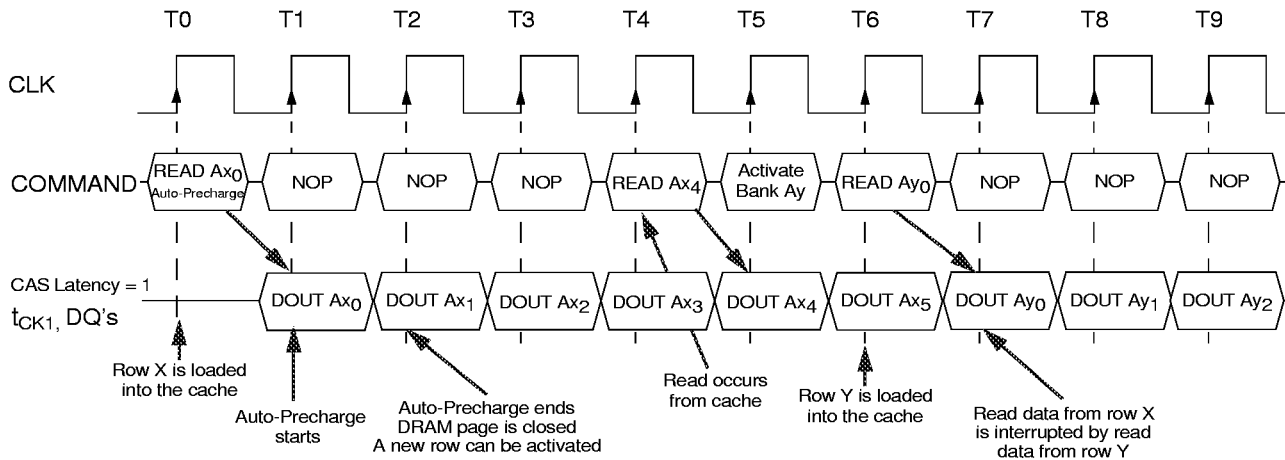 T0 T1 T2 T3 T4 T5 T6 T7 T8 T9
CLK
COMMAND
READ Ax0
Auto-Precharge
NOP
NOP
NOP
READ Ax4
Activate
Bank Ay
READ Ay0
NOP
NOP
NOP
CAS Latency = 1
tCK1, DQ's
DOUT Ax0
DOUT Ax1
DOUT Ax2
DOUT Ax3
DOUT Ax4
DOUT Ax5
DOUT Ay0
DOUT Ay1
DOUT Ay2
Row X is loaded
into the cache
Auto-Precharge
starts
Auto-Precharge ends
DRAM page is closed
A new row can be activated
Read occurs
from cache
Row Y is loaded
into the cache
Read data from row X
is interrupted by read
data from row Y